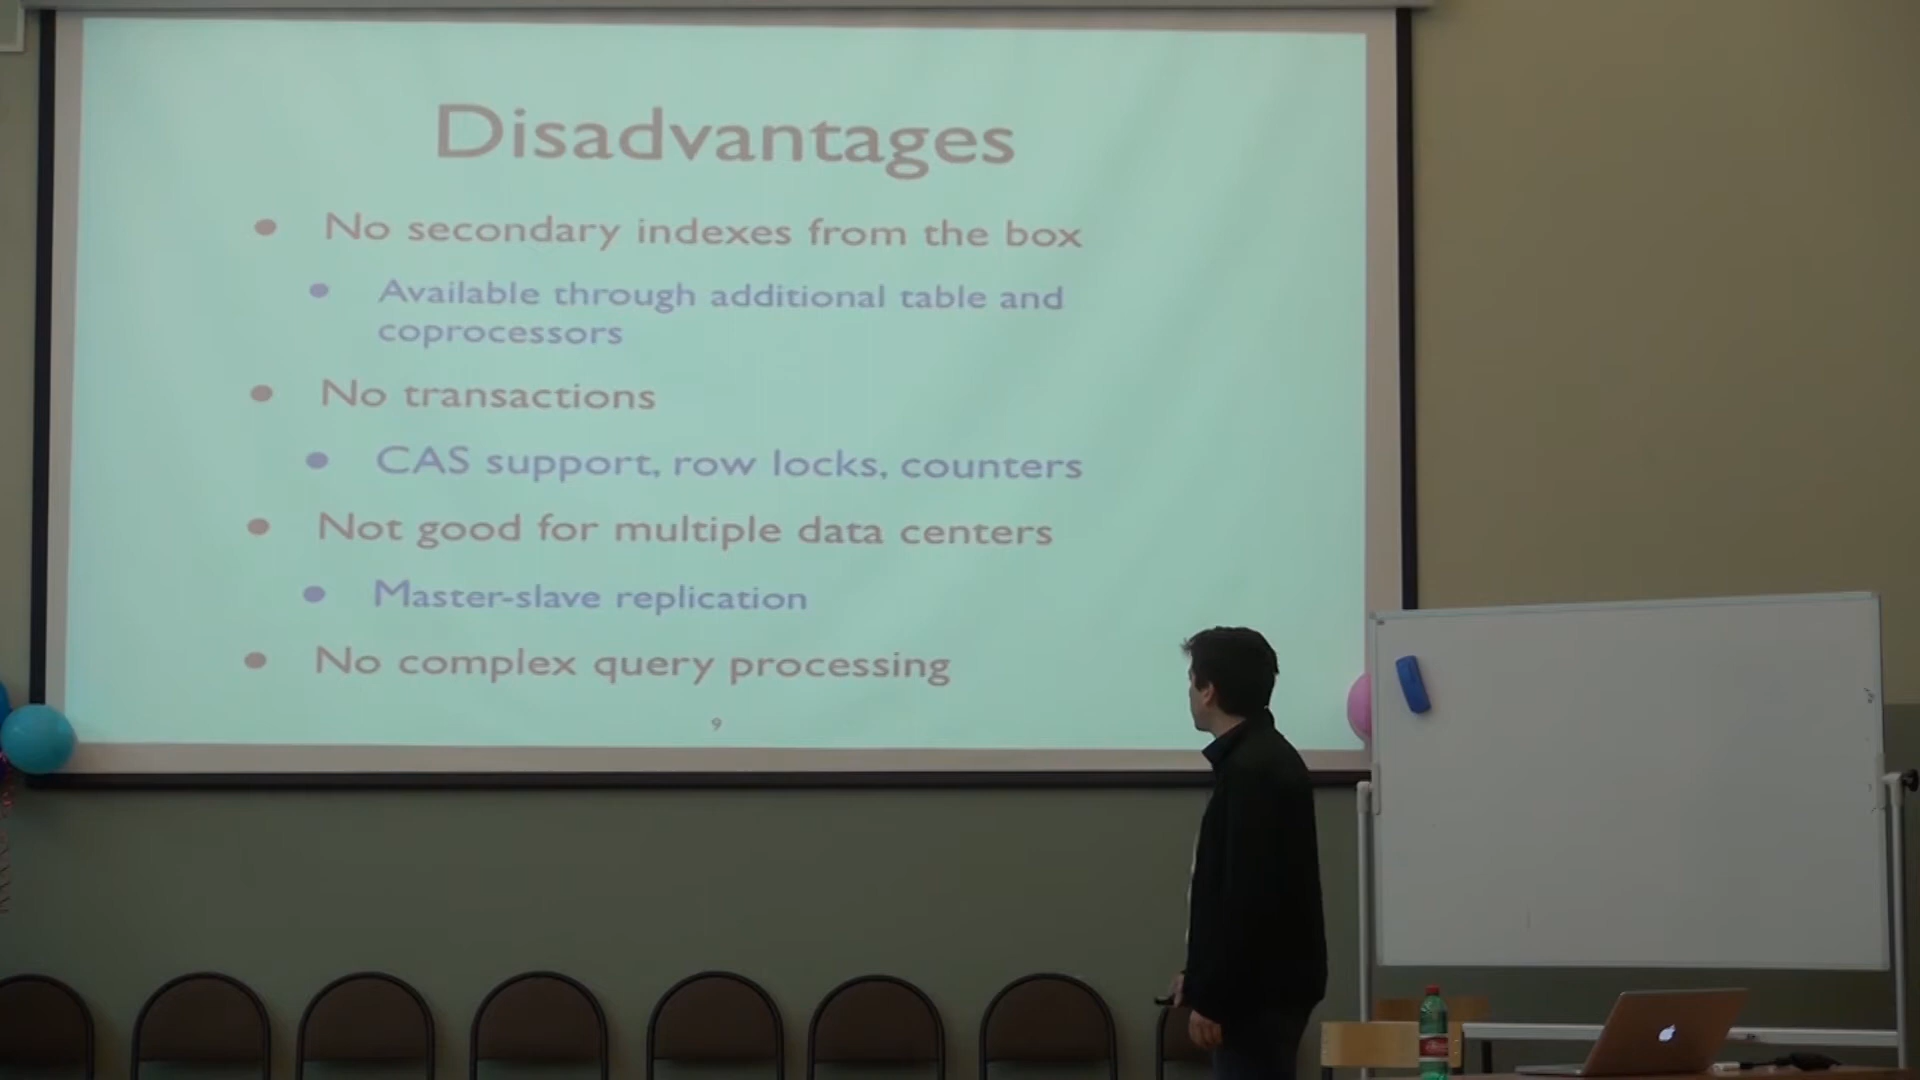 Disadvantages
No secondary indexes from the box
Available through additional table and
coprocessors
No transactions
CAS support, row locks, counters
Not good for multiple data centers
Master-slave replication
No complex query processing
9